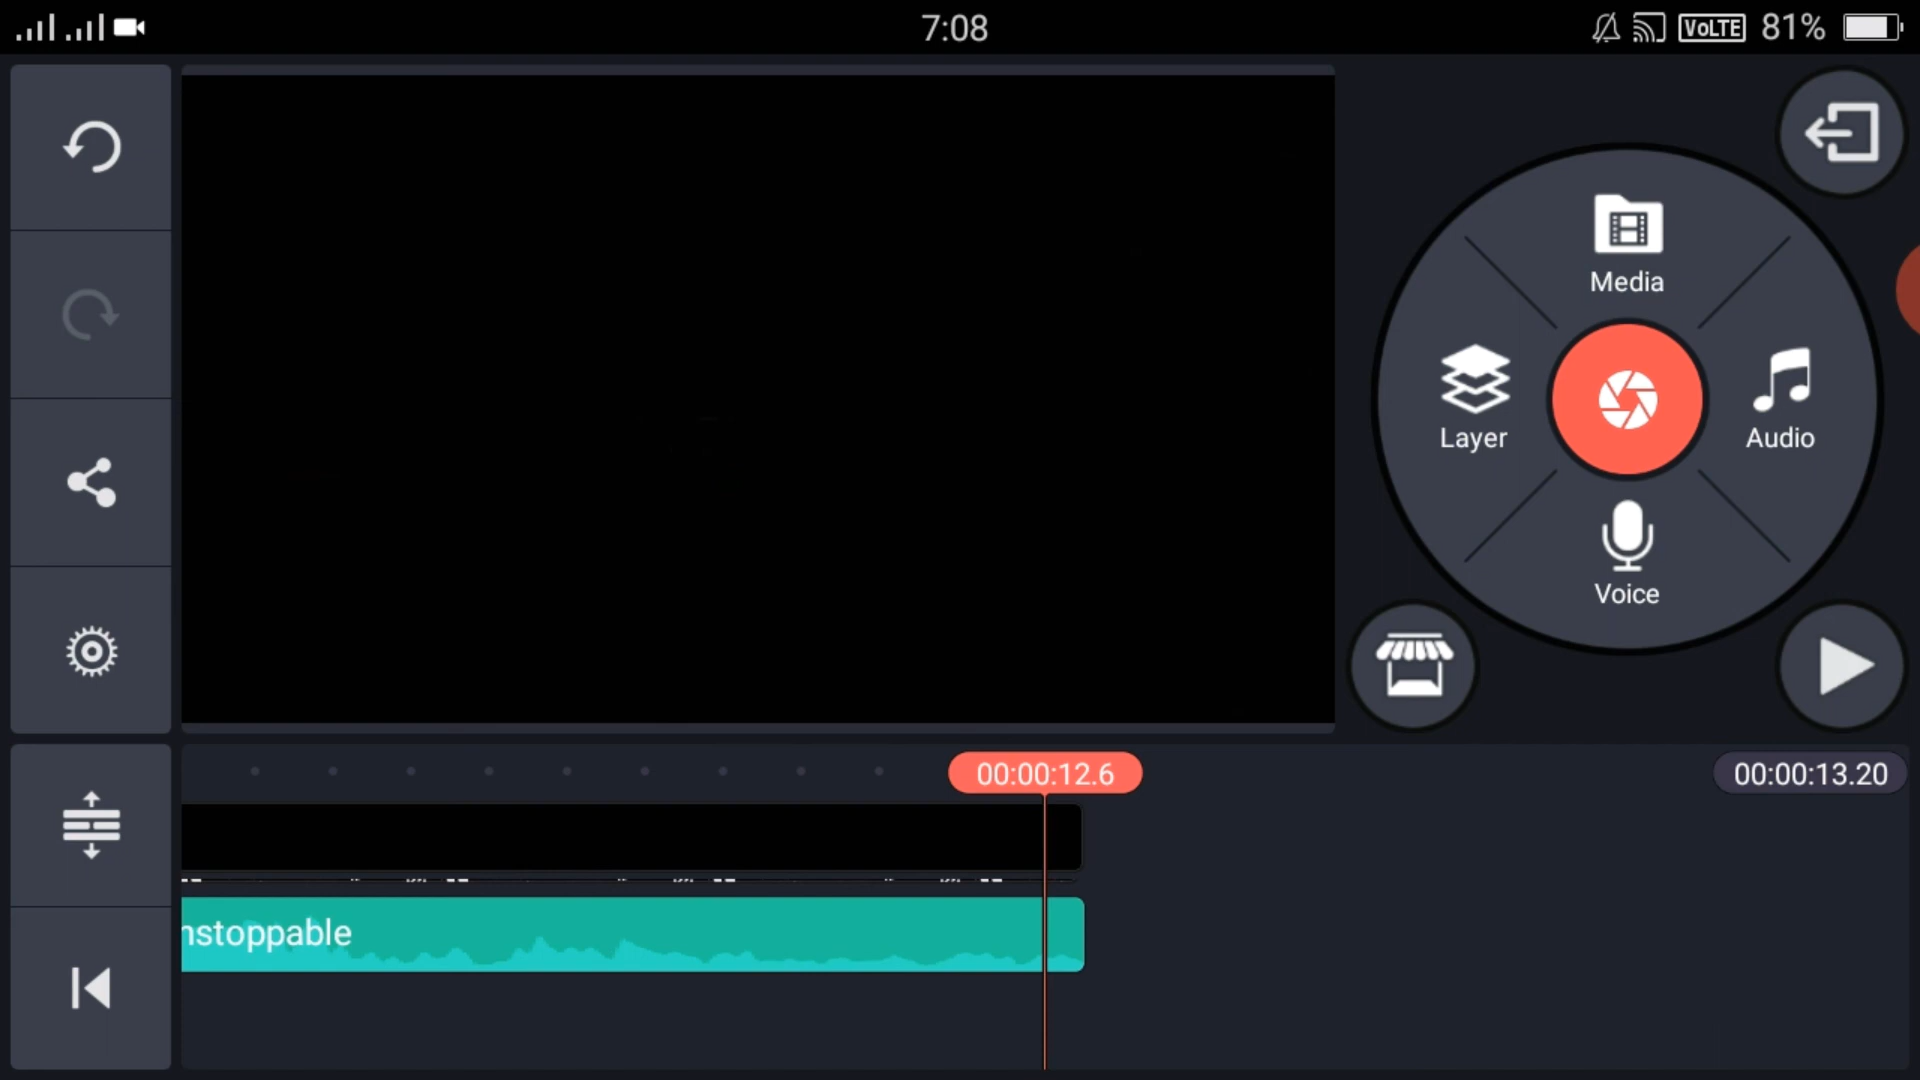 7:08
VoLTE 81%
Media
Layer
Audio
Voice
00:00:12.6
00:00:13.20
nstoppable